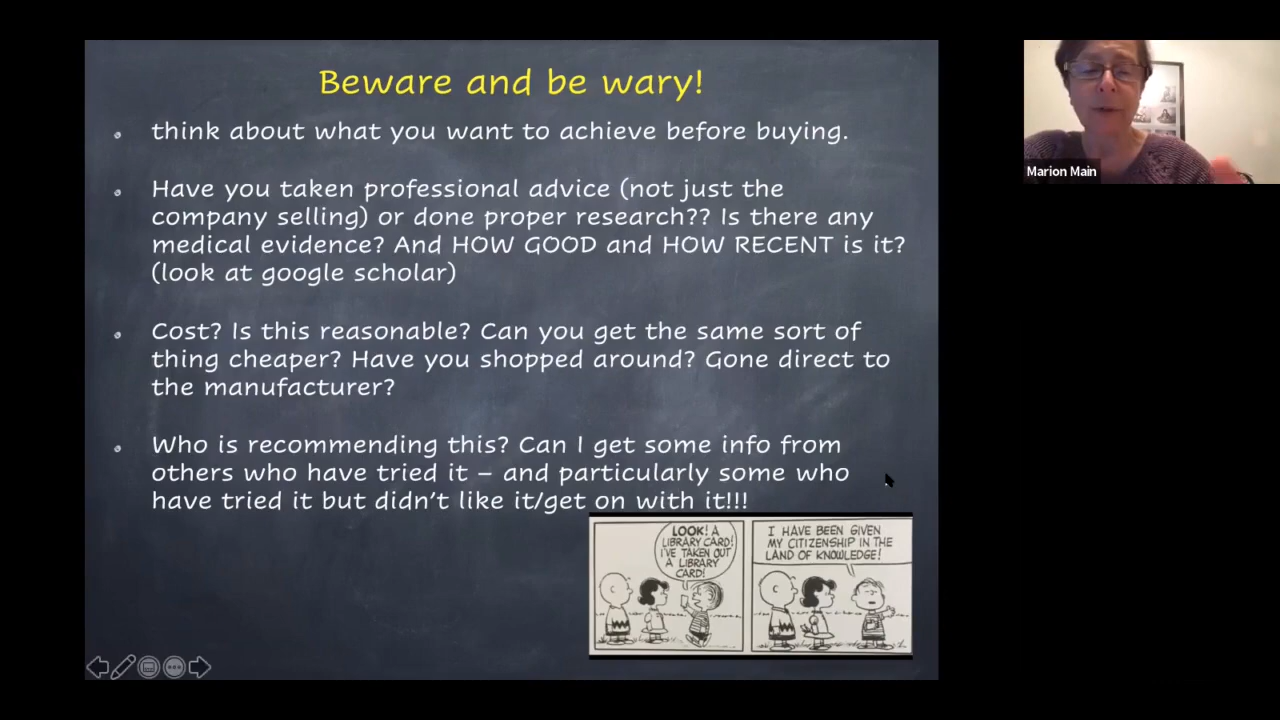 Beware and be wary!
think about what you want to achieve before buying.
Have you taken professional advice (not just the
company selling) or done proper research?? Is there any
medical evidence? And HOW GOOD and HOW RECENT is it?
(look at google scholar)
Cost? Is this reasonable? Can you get the same sort of
thing cheaper? Have you shopped around? Gone direct to
the manufacturer?
Who is recommending this? Can I get some info from
others who have tried it – and particularly some who
have tried it but didn't like it/get on with it!!!
LOOK! A
LIBRARY CARD!
I'VE TAKEN OUT
A LIBRARY
CARD!
I HAVE BEEN GIVEN
MY CITIZENSHIP IN THE
LAND OF KNOWLEDGE!
Marion Main